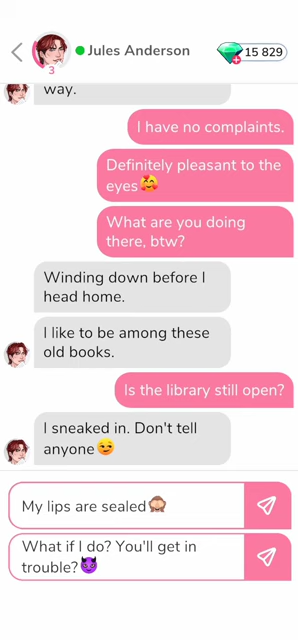 Jules Anderson
15 829
3
way.
I have no complaints.
Definitely pleasant to the
eyes🥰
What are you doing
there, btw?
Winding down before I
head home.
I like to be among these
old books.
Is the library still open?
I sneaked in. Don't tell
anyone😏
My lips are sealed🙊
What if I do? You'll get in
trouble?😈